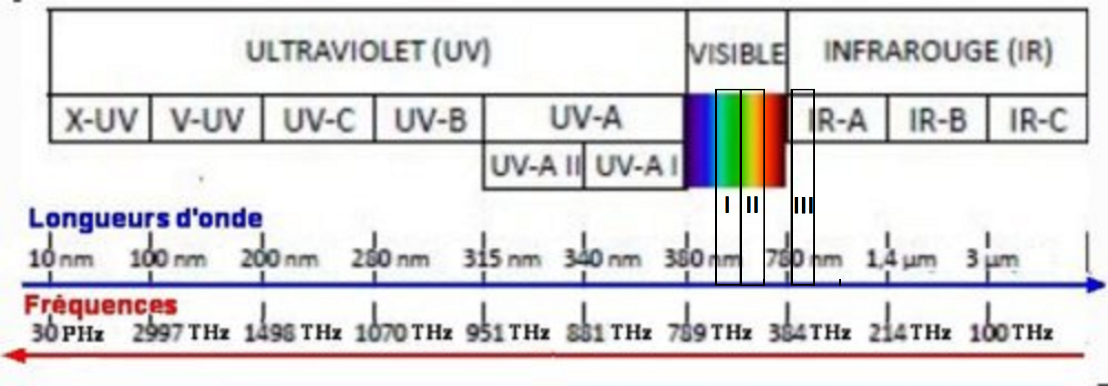 ULTRAVIOLET (UV) VISIBLE INFRAROUGE (IR)
X-UV V-UV UV-C UV-B UV-A IR-A IR-B IR-C
UV-A II UV-A I
I II III
Longueurs d'onde
10 nm 100 nm 200 nm 280 nm 315 nm 340 nm 380 nm 780 nm 1,4 µm 3 µm
Fréquences
30 PHz 2997 THz 1498 THz 1070 THz 951 THz 881 THz 789 THz 384 THz 214 THz 100 THz